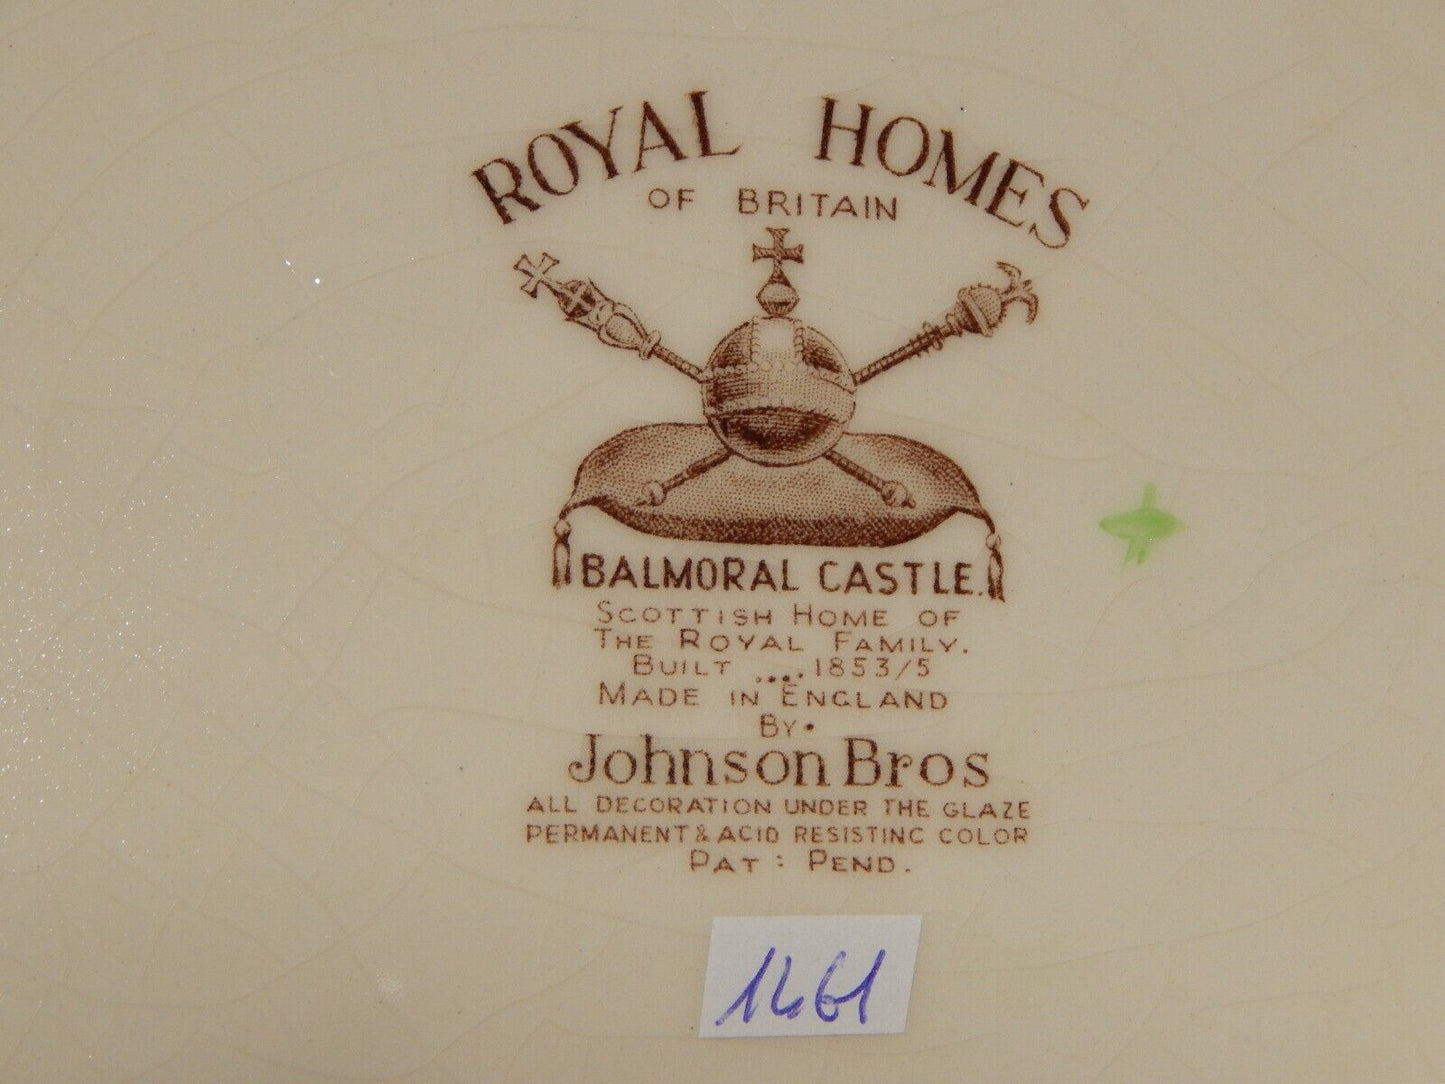 ROYAL HOMES
OF BRITAIN
BALMORAL CASTLE.
SCOTTISH HOME OF
THE ROYAL FAMILY.
BUILT ....1853/5
MADE IN ENGLAND
BY.
Johnson Bros
ALL DECORATION UNDER THE GLAZE
PERMANENT & ACID RESISTING COLOR
PAT : PEND.
1461